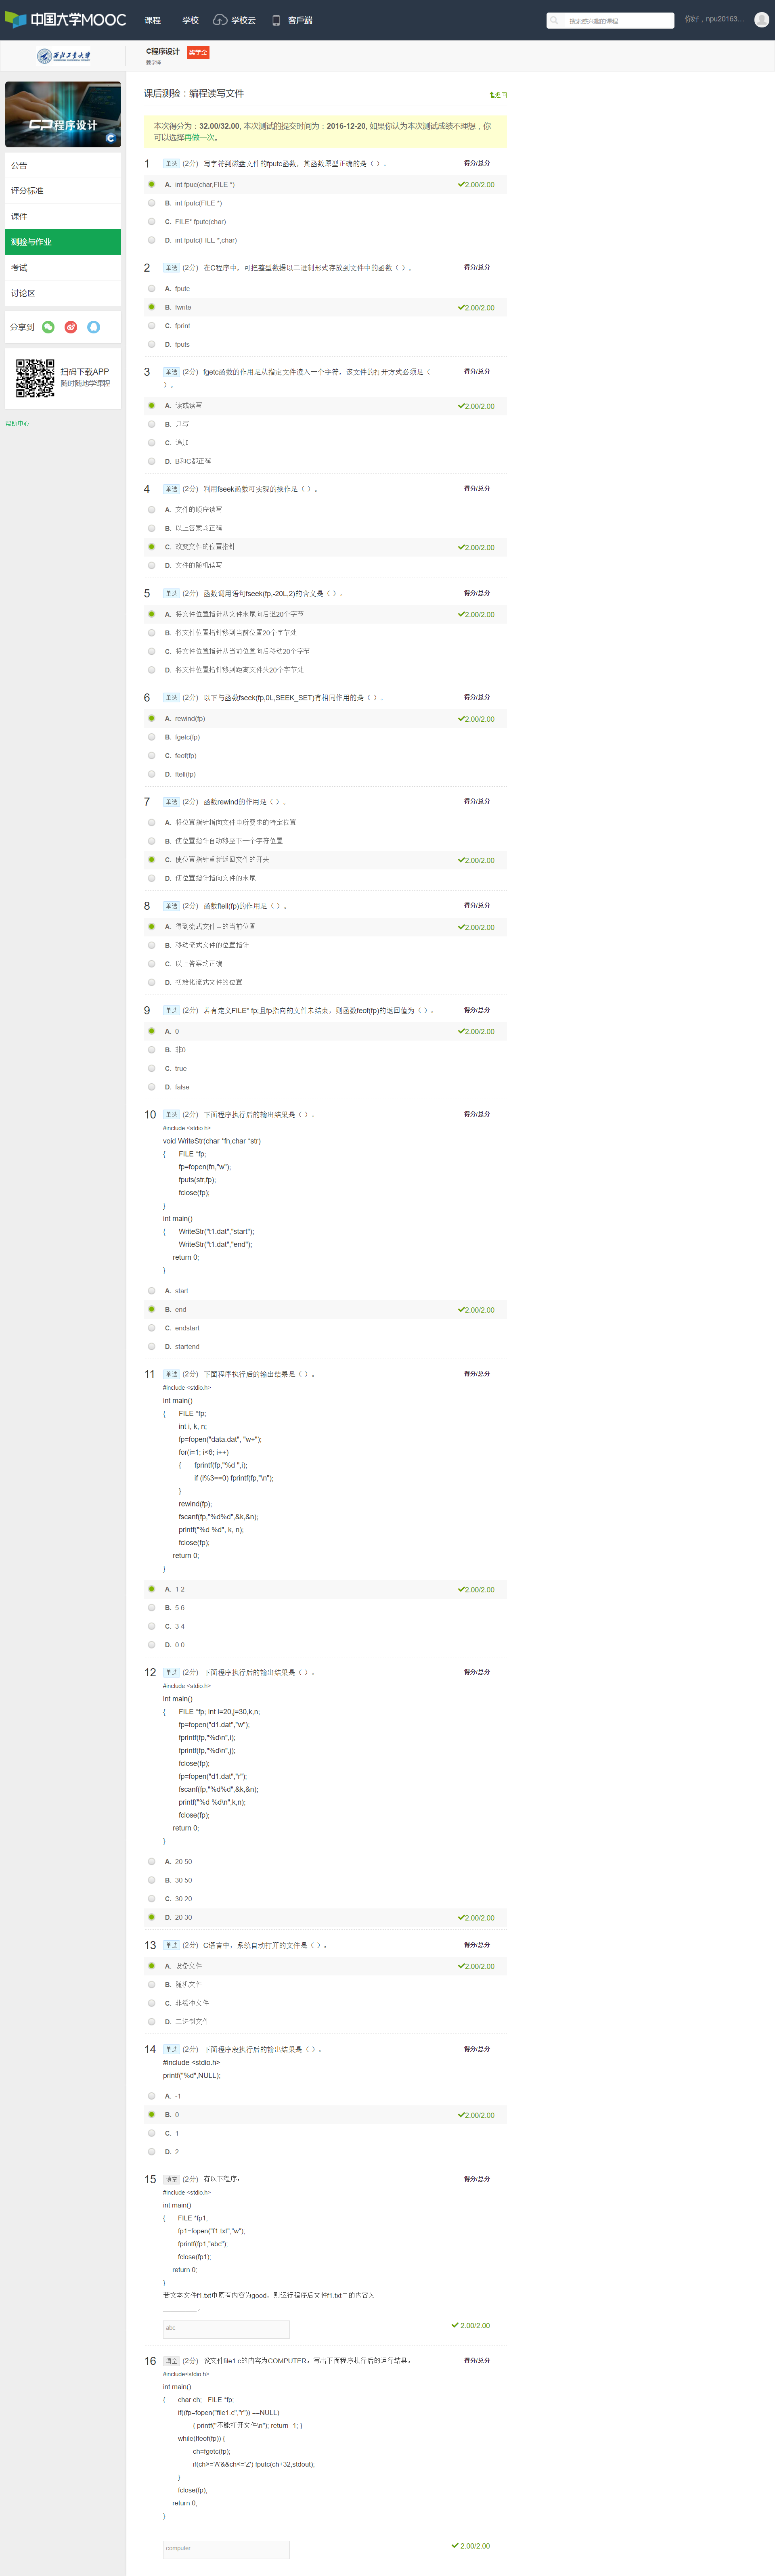 中国大学MOOC 课程 学校 学校云 客户端 搜索感兴趣的课程 你好，npu20163...
西北工业大学 C程序设计 奖学金
CP程序设计
公告
评分标准
课件
测验与作业
考试
讨论区
分享到
扫码下载APP
随时随地学课程
帮助中心
课后测验：编程读写文件 返回
本次得分为：32.00/32.00, 本次测试的提交时间为：2016-12-20, 如果你认为本次测试成绩不理想，你
可以选择再做一次。
1 单选 (2分) 写字符到磁盘文件的fputc函数，其函数原型正确的是（ ）。 得分/总分
A. int fpuc(char,FILE *) 2.00/2.00
B. int fputc(FILE *)
C. FILE* fputc(char)
D. int fputc(FILE *,char)
2 单选 (2分) 在C程序中，可把整型数据以二进制形式存放到文件中的函数（ ）。 得分/总分
A. fputc
B. fwrite 2.00/2.00
C. fprint
D. fputs
3 单选 (2分) fgetc函数的作用是从指定文件读入一个字符，该文件的打开方式必须是（
）。 得分/总分
A. 读或读写 2.00/2.00
B. 只写
C. 追加
D. B和C都正确
4 单选 (2分) 利用fseek函数可实现的操作是（ ）。 得分/总分
A. 文件的顺序读写
B. 以上答案均正确
C. 改变文件的位置指针 2.00/2.00
D. 文件的随机读写
5 单选 (2分) 函数调用语句fseek(fp,-20L,2)的含义是（ ）。 得分/总分
A. 将文件位置指针从文件末尾向后退20个字节 2.00/2.00
B. 将文件位置指针移到当前位置20个字节处
C. 将文件位置指针从当前位置向后移动20个字节
D. 将文件位置指针移到距离文件头20个字节处
6 单选 (2分) 以下与函数fseek(fp,0L,SEEK_SET)有相同作用的是（ ）。 得分/总分
A. rewind(fp) 2.00/2.00
B. fgetc(fp)
C. feof(fp)
D. ftell(fp)
7 单选 (2分) 函数rewind的作用是（ ）。 得分/总分
A. 将位置指针指向文件中所要求的特定位置
B. 使位置指针自动移至下一个字符位置
C. 使位置指针重新返回文件的开头 2.00/2.00
D. 使位置指针指向文件的末尾
8 单选 (2分) 函数ftell(fp)的作用是（ ）。 得分/总分
A. 得到流式文件中的当前位置 2.00/2.00
B. 移动流式文件的位置指针
C. 以上答案均正确
D. 初始化流式文件的位置
9 单选 (2分) 若有定义FILE* fp;且fp指向的文件未结束，则函数feof(fp)的返回值为（ ）。 得分/总分
A. 0 2.00/2.00
B. 非0
C. true
D. false
10 单选 (2分) 下面程序执行后的输出结果是（ ）。 得分/总分
#include <stdio.h>
void WriteStr(char *fn,char *str)
{ FILE *fp;
fp=fopen(fn,"w");
fputs(str,fp);
fclose(fp);
}
int main()
{ WriteStr("t1.dat","start");
WriteStr("t1.dat","end");
return 0;
}
A. start
B. end 2.00/2.00
C. endstart
D. startend
11 单选 (2分) 下面程序执行后的输出结果是（ ）。 得分/总分
#include <stdio.h>
int main()
{ FILE *fp;
int i, k, n;
fp=fopen("data.dat", "w+");
for(i=1; i<6; i++)
{ fprintf(fp,"%d ",i);
if (i%3==0) fprintf(fp,"\n");
}
rewind(fp);
fscanf(fp,"%d%d",&k,&n);
printf("%d %d", k, n);
fclose(fp);
return 0;
}
A. 1 2 2.00/2.00
B. 5 6
C. 3 4
D. 0 0
12 单选 (2分) 下面程序执行后的输出结果是（ ）。 得分/总分
#include <stdio.h>
int main()
{ FILE *fp; int i=20,j=30,k,n;
fp=fopen("d1.dat","w");
fprintf(fp,"%d\n",i);
fprintf(fp,"%d\n",j);
fclose(fp);
fp=fopen("d1.dat","r");
fscanf(fp,"%d%d",&k,&n);
printf("%d %d\n",k,n);
fclose(fp);
return 0;
}
A. 20 50
B. 30 50
C. 30 20
D. 20 30 2.00/2.00
13 单选 (2分) C语言中，系统自动打开的文件是（ ）。 得分/总分
A. 设备文件 2.00/2.00
B. 随机文件
C. 非缓冲文件
D. 二进制文件
14 单选 (2分) 下面程序段执行后的输出结果是（ ）。 得分/总分
#include <stdio.h>
printf("%d",NULL);
A. -1
B. 0 2.00/2.00
C. 1
D. 2
15 填空 (2分) 有以下程序： 得分/总分
#include <stdio.h>
int main()
{ FILE *fp1;
fp1=fopen("f1.txt","w");
fprintf(fp1,"abc");
fclose(fp1);
return 0;
}
若文本文件f1.txt中原有内容为good，则运行程序后文件f1.txt中的内容为
__________。
abc 2.00/2.00
16 填空 (2分) 设文件file1.c的内容为COMPUTER，写出下面程序执行后的运行结果。 得分/总分
#include<stdio.h>
int main()
{ char ch; FILE *fp;
if((fp=fopen("file1.c","r")) ==NULL)
{ printf("不能打开文件\n"); return -1; }
while(!feof(fp)) {
ch=fgetc(fp);
if(ch>='A'&&ch<='Z') fputc(ch+32,stdout);
}
fclose(fp);
return 0;
}
computer 2.00/2.00